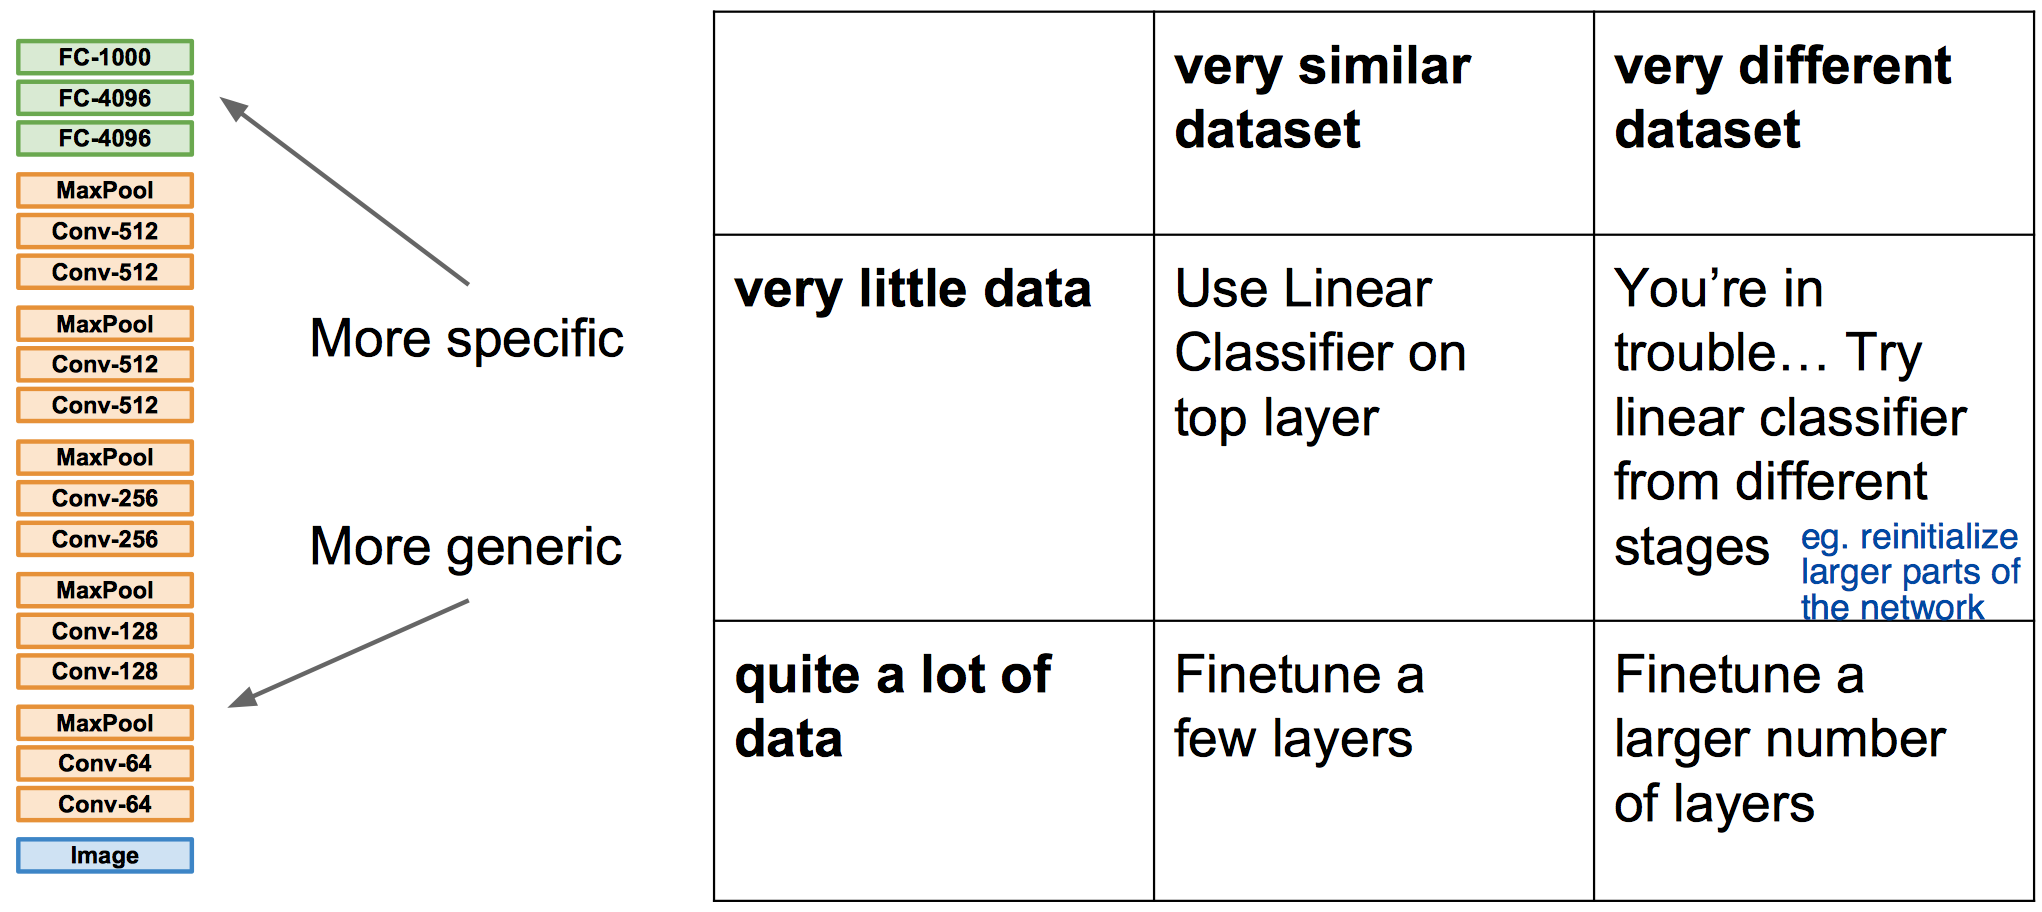 FC-1000
FC-4096
FC-4096
MaxPool
Conv-512
Conv-512
MaxPool
Conv-512
Conv-512
MaxPool
Conv-256
Conv-256
MaxPool
Conv-128
Conv-128
MaxPool
Conv-64
Conv-64
Image
More specific
More generic
very similar
dataset
very different
dataset
very little data
Use Linear
Classifier on
top layer
You’re in
trouble… Try
linear classifier
from different
stages
eg. reinitialize
larger parts of
the network
quite a lot of
data
Finetune a
few layers
Finetune a
larger number
of layers